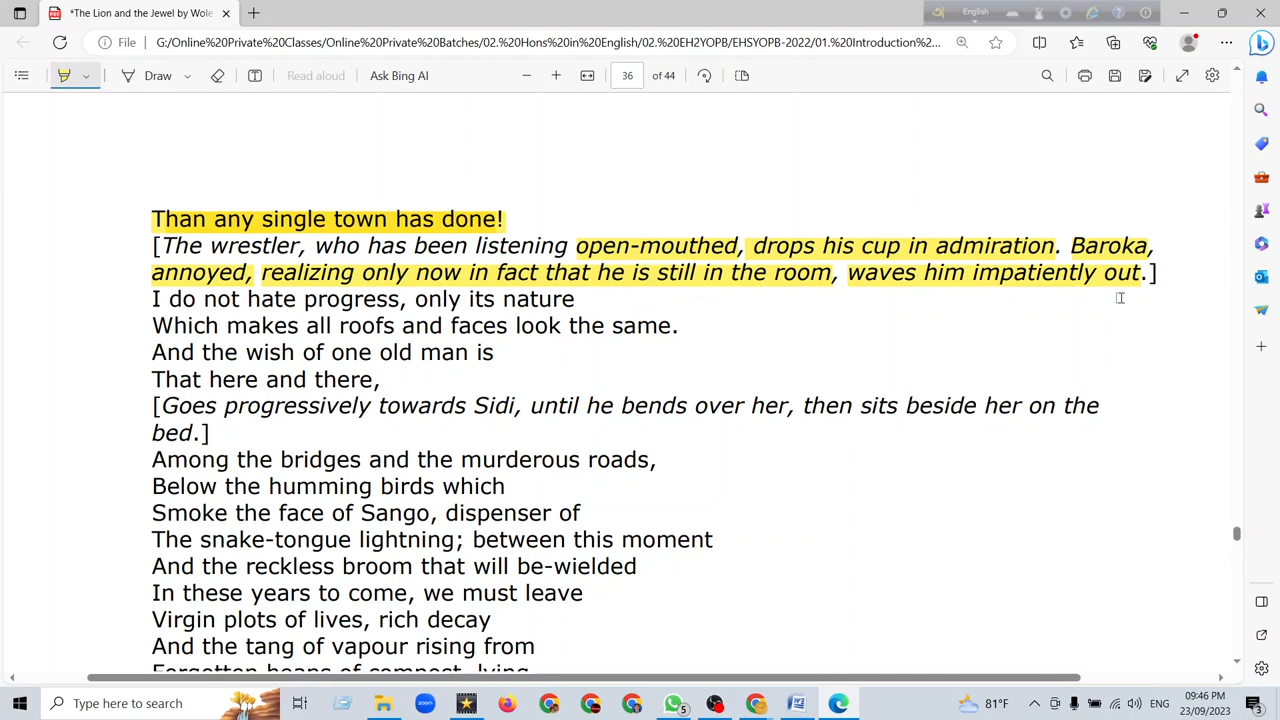 *The Lion and the Jewel by Wole
English
File
G:/Online%20Private%20Classes/Online%20Private%20Batches/02.%20Hons%20in%20English/02.%20EH2YOPB/EHSYOPB-2022/01.%20Introduction%2...
Draw
Read aloud
Ask Bing AI
36
of 44
Than any single town has done!
[The wrestler, who has been listening open-mouthed, drops his cup in admiration. Baroka,
annoyed, realizing only now in fact that he is still in the room, waves him impatiently out.]
I do not hate progress, only its nature
Which makes all roofs and faces look the same.
And the wish of one old man is
That here and there,
[Goes progressively towards Sidi, until he bends over her, then sits beside her on the
bed.]
Among the bridges and the murderous roads,
Below the humming birds which
Smoke the face of Sango, dispenser of
The snake-tongue lightning; between this moment
And the reckless broom that will be-wielded
In these years to come, we must leave
Virgin plots of lives, rich decay
And the tang of vapour rising from
Forgotten heaps of compost, lying
Type here to search
zoom
5
81°F
ENG
09:46 PM
23/09/2023
3